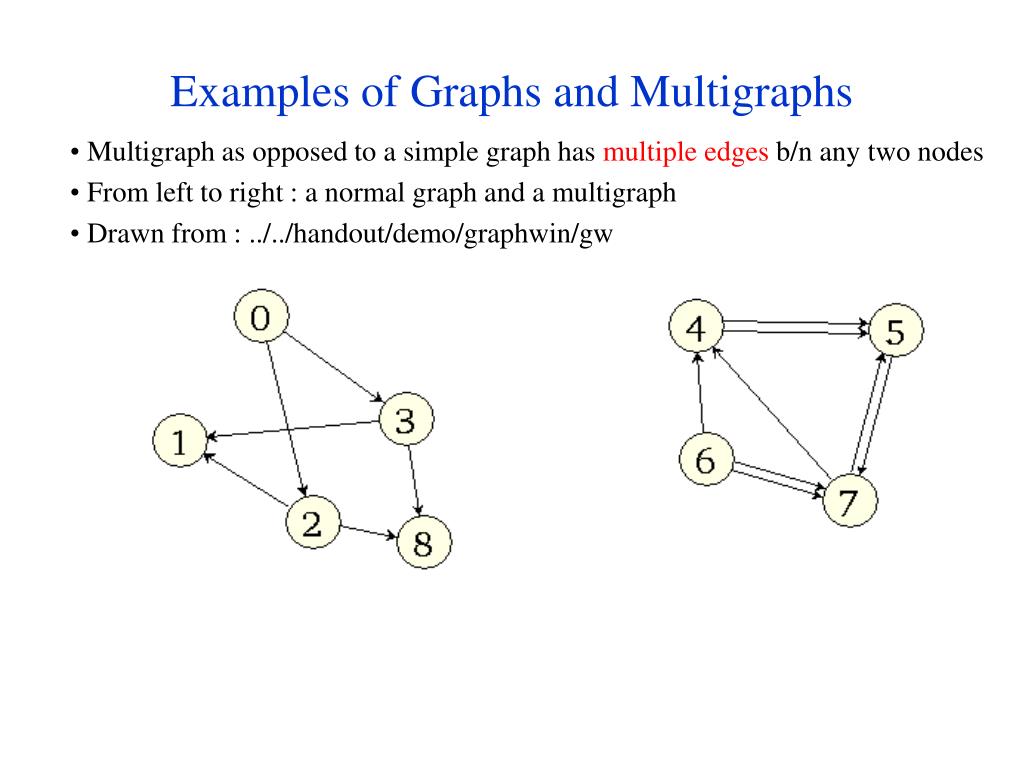 Examples of Graphs and Multigraphs
• Multigraph as opposed to a simple graph has multiple edges b/n any two nodes
• From left to right : a normal graph and a multigraph
• Drawn from : ../../handout/demo/graphwin/gw
0
3
1
2
8
4
5
6
7